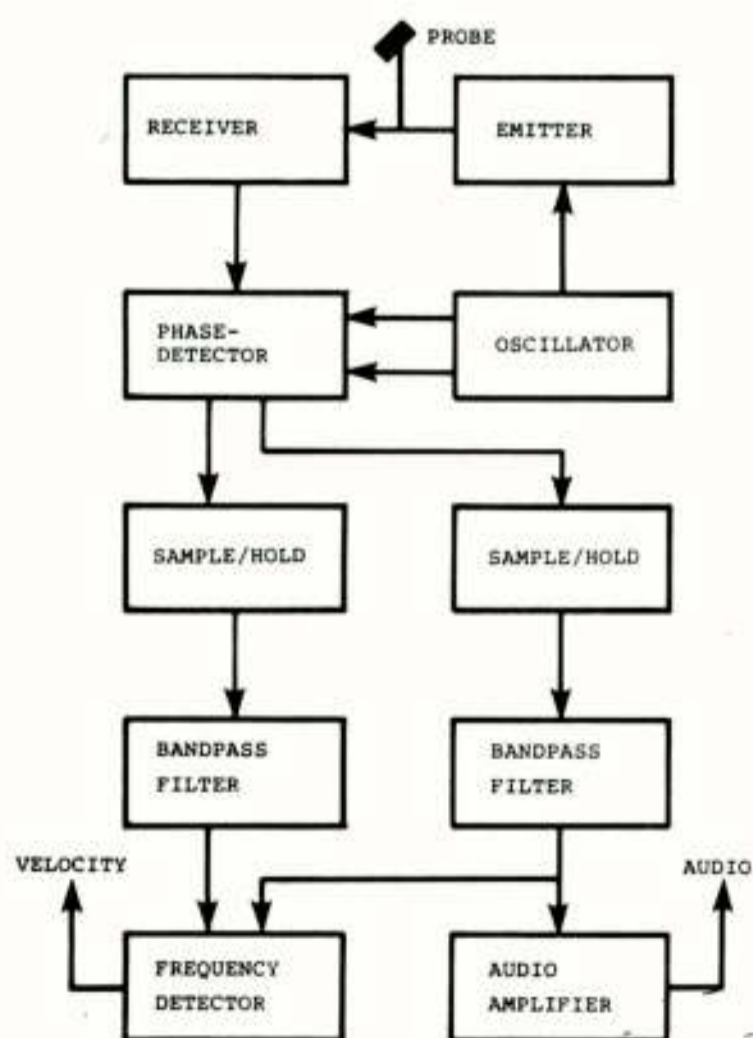 PROBE
RECEIVER
EMITTER
PHASE-
DETECTOR
OSCILLATOR
SAMPLE/HOLD
SAMPLE/HOLD
BANDPASS
FILTER
BANDPASS
FILTER
VELOCITY
AUDIO
FREQUENCY
DETECTOR
AUDIO
AMPLIFIER